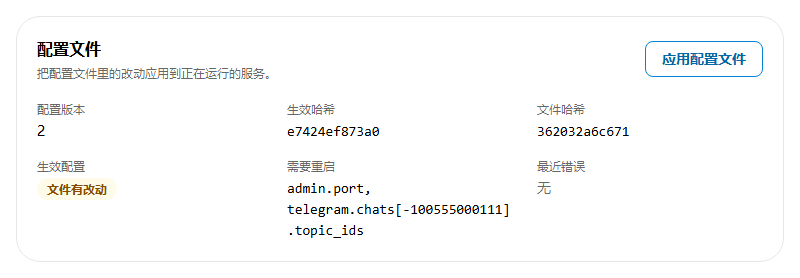 配置文件
把配置文件里的改动应用到正在运行的服务。
应用配置文件
配置版本
2
生效哈希
e7424ef873a0
文件哈希
362032a6c671
生效配置
文件有改动
需要重启
admin.port,
telegram.chats[-100555000111]
.topic_ids
最近错误
无